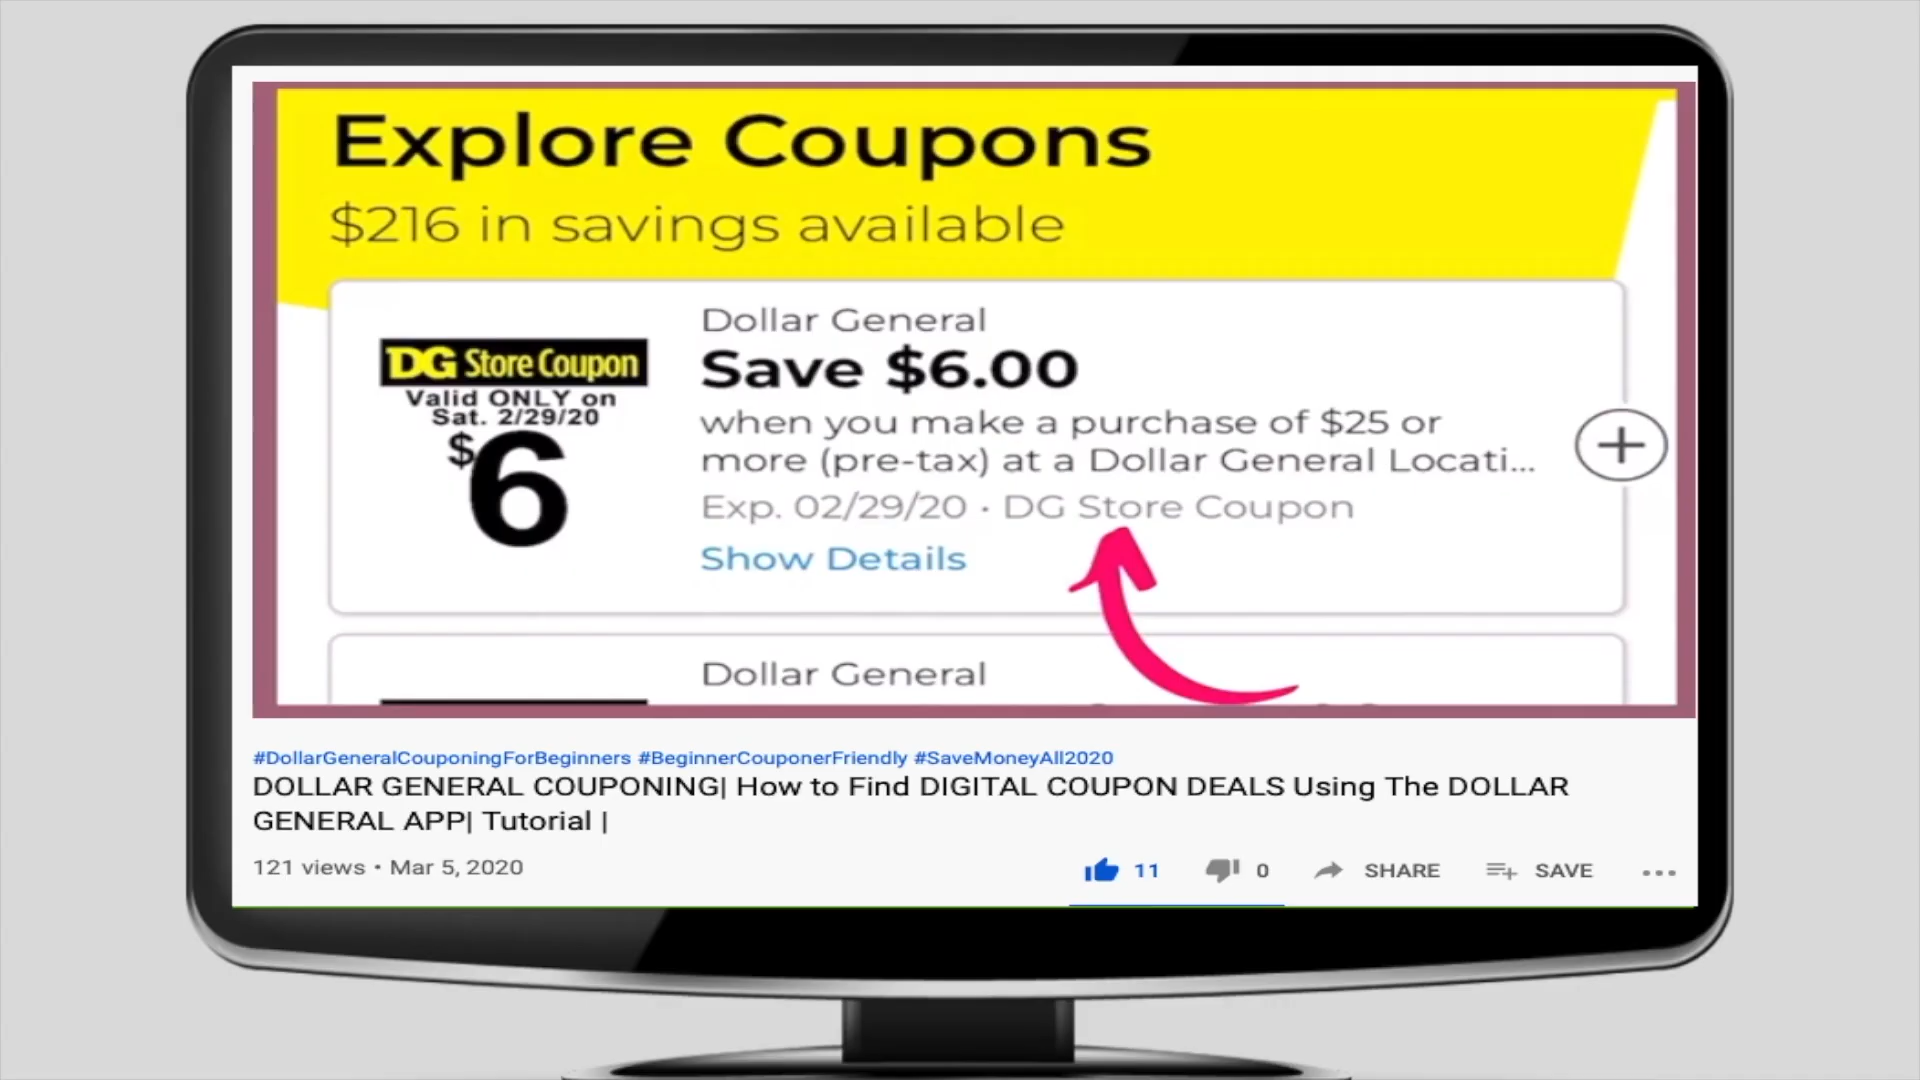 Explore Coupons
$216 in savings available
DG Store Coupon
Valid ONLY on
Sat. 2/29/20
$6
Dollar General
Save $6.00
when you make a purchase of $25 or
more (pre-tax) at a Dollar General Locati...
Exp. 02/29/20 · DG Store Coupon
Show Details
Dollar General
#DollarGeneralCouponingForBeginners #BeginnerCouponerFriendly #SaveMoneyAll2020
DOLLAR GENERAL COUPONING| How to Find DIGITAL COUPON DEALS Using The DOLLAR
GENERAL APP| Tutorial |
121 views • Mar 5, 2020
11 0 SHARE SAVE